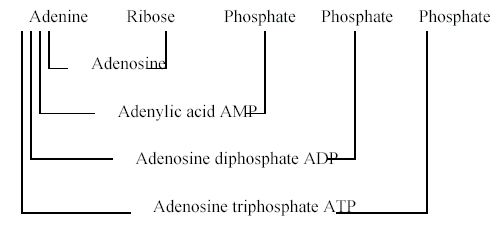 Adenine Ribose Phosphate Phosphate Phosphate
Adenosine
Adenylic acid AMP
Adenosine diphosphate ADP
Adenosine triphosphate ATP